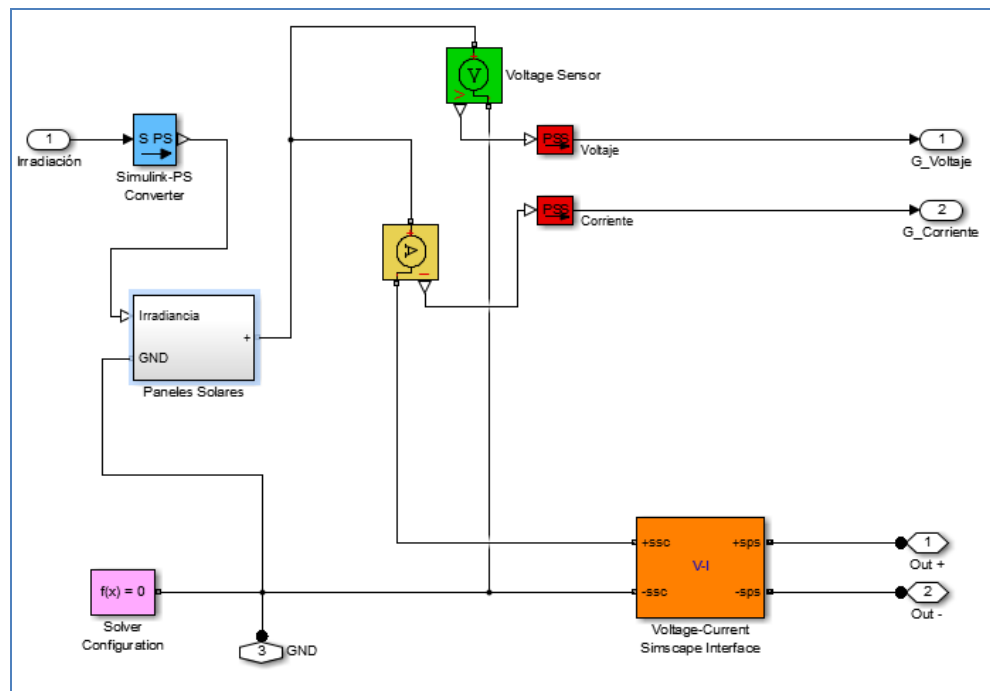 +
V
V
Voltage Sensor
1
Irradiación
S PS
Simulink-PS
Converter
PSS
Voltaje
1
G_Voltaje
PSS
Corriente
2
G_Corriente
+
A
−
Irradiancia
+
GND
Paneles Solares
+ssc
+sps
V-I
-ssc
-sps
Voltage-Current
Simscape Interface
1
Out +
2
Out -
f(x) = 0
Solver
Configuration
3
GND